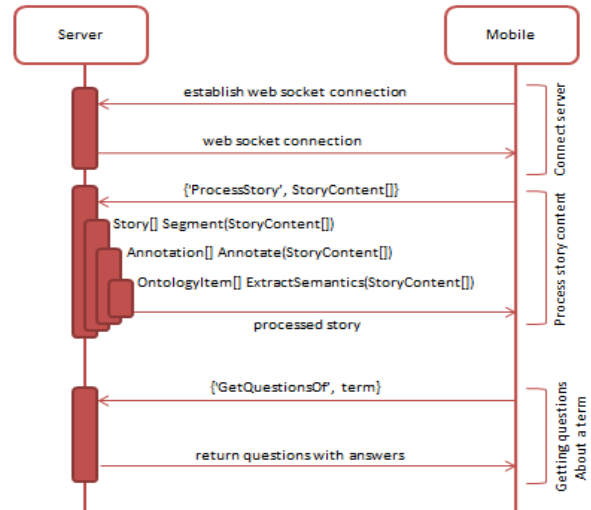 Server
Mobile
establish web socket connection
web socket connection
Connect server
{'ProcessStory', StoryContent[]}
Story[] Segment(StoryContent[])
Annotation[] Annotate(StoryContent[])
OntologyItem[] ExtractSemantics(StoryContent[])
processed story
Process story content
{'GetQuestionsOf', term}
return questions with answers
Getting questions
About a term